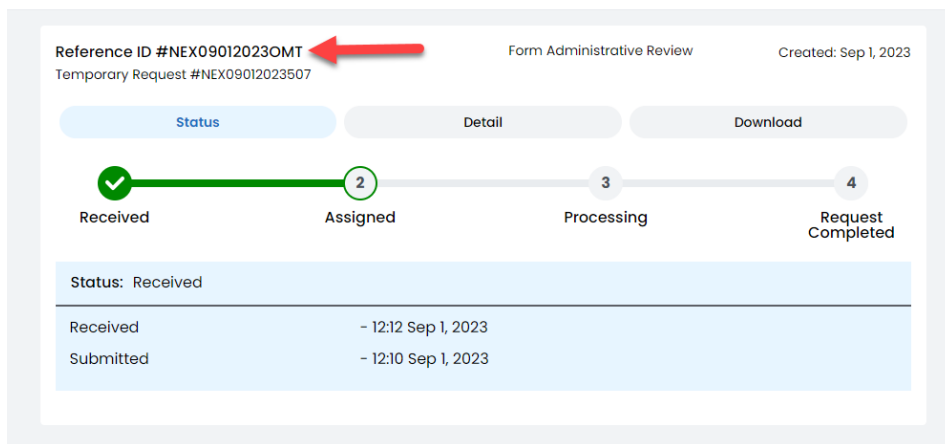 Reference ID #NEX09012023OMT
Form Administrative Review
Created: Sep 1, 2023
Temporary Request #NEX09012023507
Status
Detail
Download
2
3
4
Received
Assigned
Processing
Request
Completed
Status: Received
Received - 12:12 Sep 1, 2023
Submitted - 12:10 Sep 1, 2023